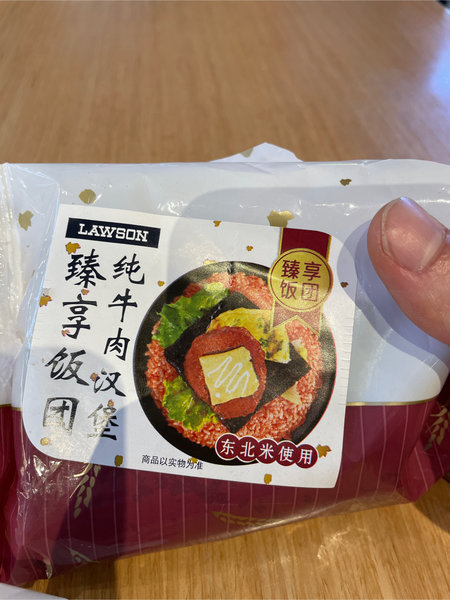 LAWSON
纯牛肉汉堡
臻享饭团
臻享
饭团
东北米使用
商品以实物为准